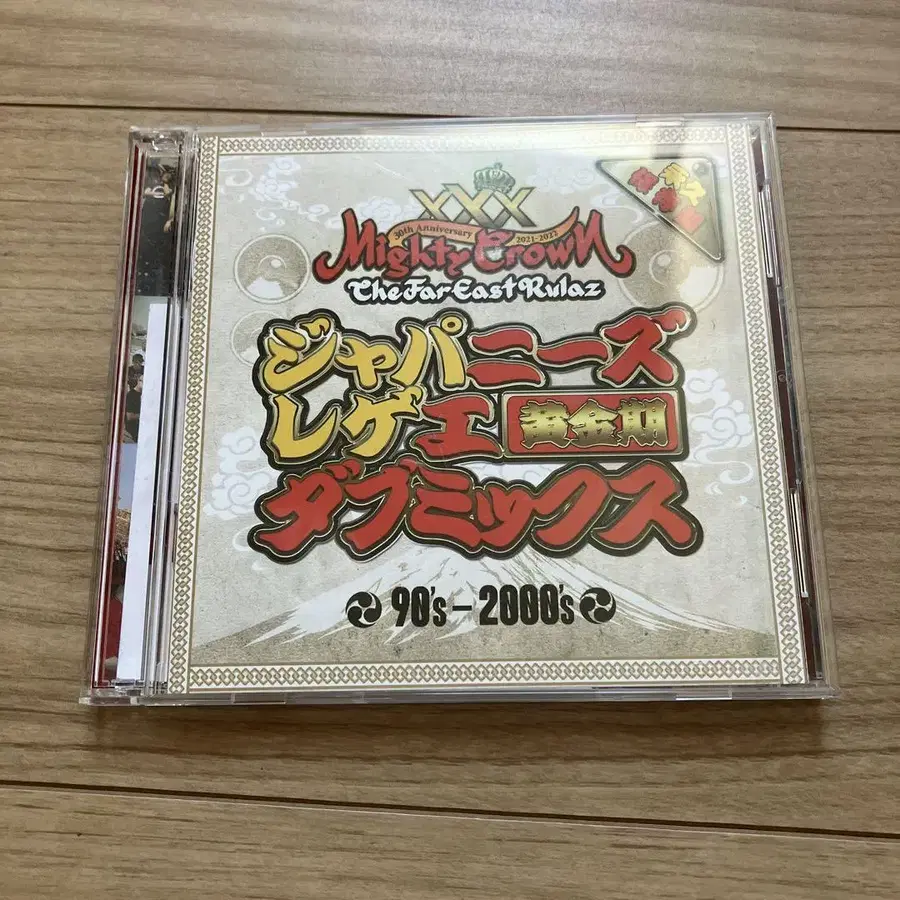 XXX
30th Anniversary 2021-2022
Mighty Crown
The Far East Rulaz
ジャパニーズ
レゲエ 黄金期
ダブミックス
90's-2000's